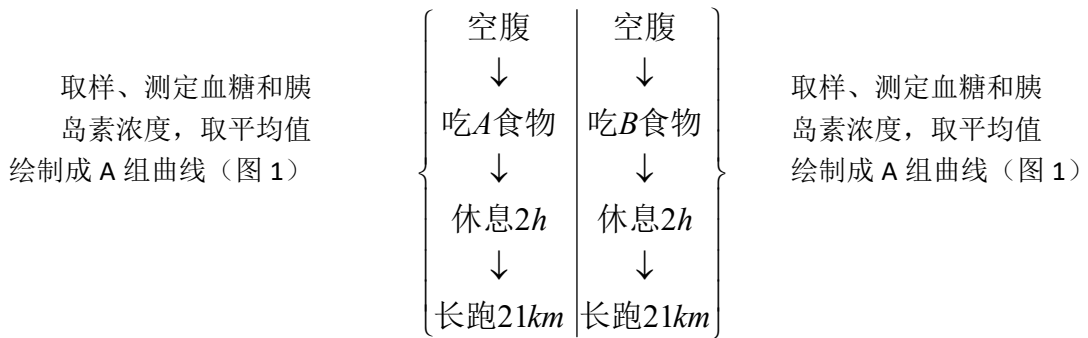 取样、测定血糖和胰
岛素浓度，取平均值
绘制成 A 组曲线（图 1）
空腹
↓
吃A食物
↓
休息2h
↓
长跑21km
空腹
↓
吃B食物
↓
休息2h
↓
长跑21km
取样、测定血糖和胰
岛素浓度，取平均值
绘制成 A 组曲线（图 1）